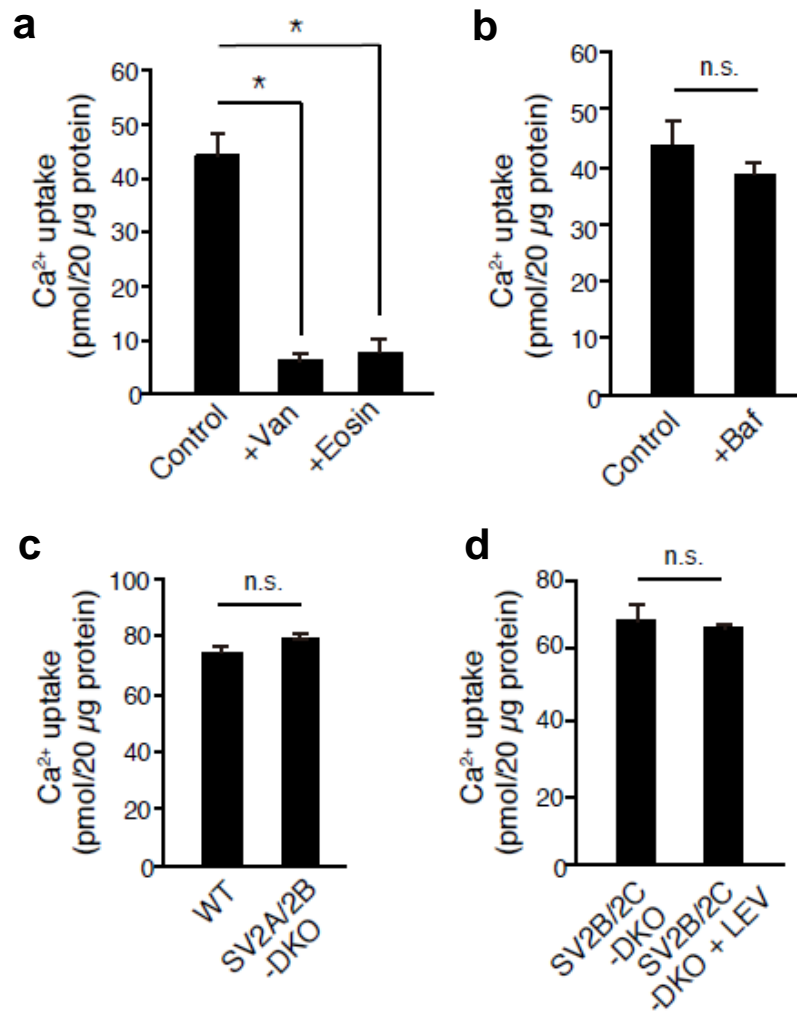 a
*
*
Ca²⁺ uptake
(pmol/20 µg protein)
60
50
40
30
20
10
0
Control
+Van
+Eosin
b
n.s.
Ca²⁺ uptake
(pmol/20 µg protein)
60
50
40
30
20
10
0
Control
+Baf
c
n.s.
Ca²⁺ uptake
(pmol/20 µg protein)
100
80
60
40
20
0
WT
SV2A/2B
-DKO
d
n.s.
Ca²⁺ uptake
(pmol/20 µg protein)
80
60
40
20
0
SV2B/2C
-DKO
SV2B/2C
-DKO + LEV